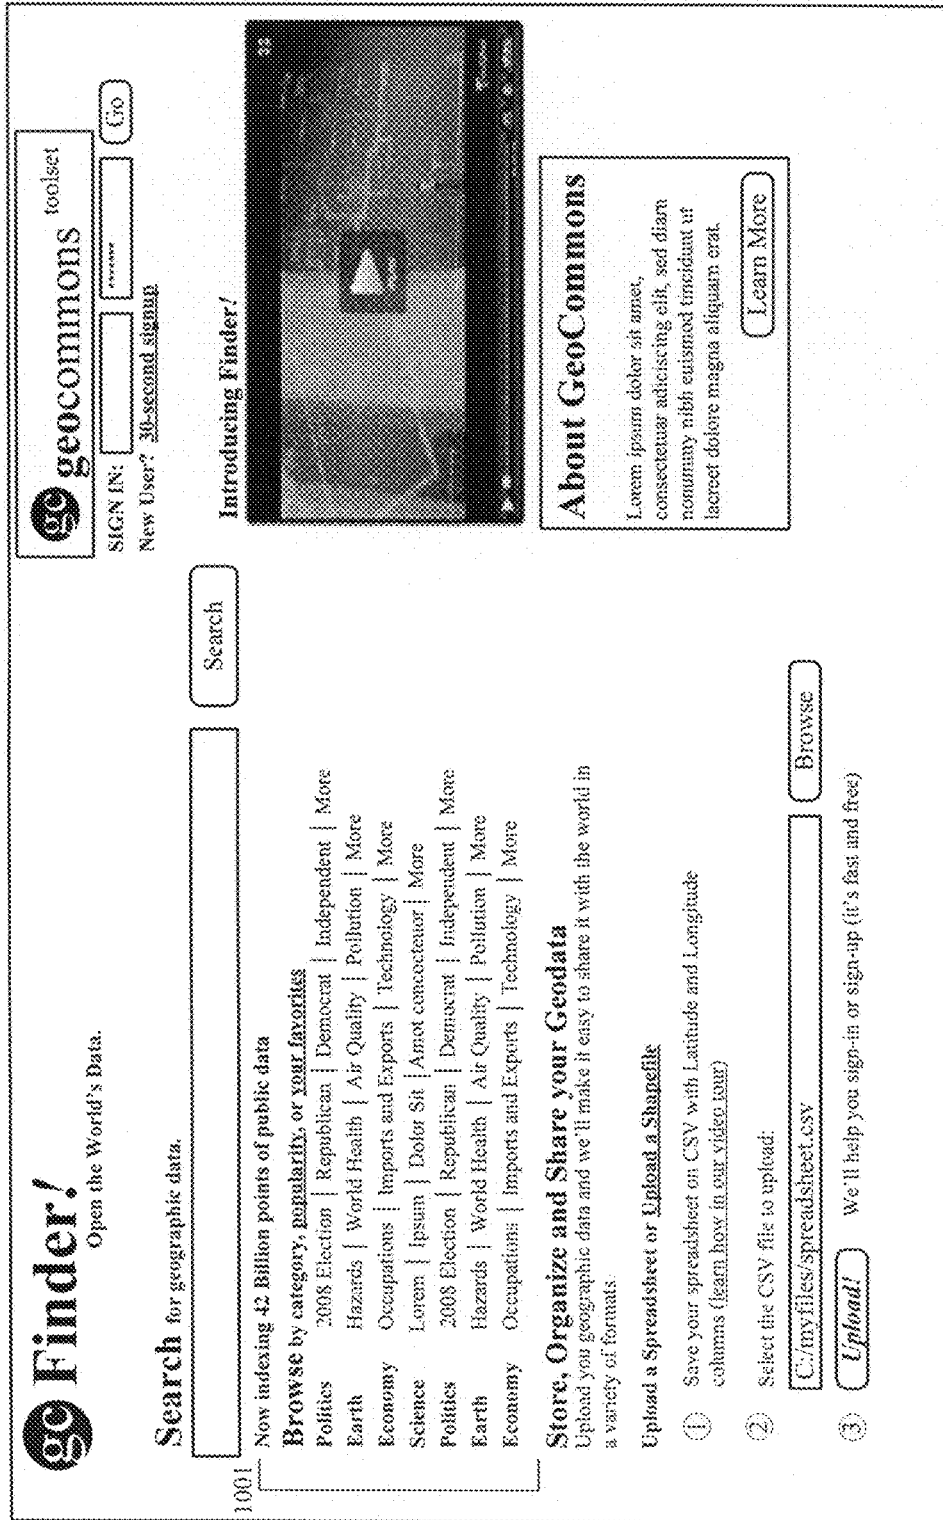 gc Finder!
Open the World's Data.
gc geocommons toolset
SIGN IN: ******* Go
New User? 30-second signup
Search for geographic data.
Search
1001
Now indexing 42 Billion points of public data
Browse by category, popularity, or your favorites
Politics 2008 Election | Republican | Democrat | Independent | More
Earth Hazards | World Health | Air Quality | Pollution | More
Economy Occupations | Imports and Exports | Technology | More
Science Lorem | Ipsum | Dolor Sit | Amot concecteuor | More
Politics 2008 Election | Republican | Democrat | Independent | More
Earth Hazards | World Health | Air Quality | Pollution | More
Economy Occupations | Imports and Exports | Technology | More
Store, Organize and Share your Geodata
Upload you geographic data and we'll make it easy to share it with the world in
a variety of formats.
Upload a Spreadsheet or Upload a Shapefile
1 Save your spreadsheet on CSV with Latitude and Longitude
columns (learn how in our video tour)
2 Select the CSV file to upload:
C:/myfiles/spreadsheet.csv Browse
3 Upload! We'll help you sign-in or sign-up (it's fast and free)
Introducing Finder!
About GeoCommons
Lorem ipsum dolor sit amet,
consectetuar adiciscing elit, sed diam
nonummy nibh euismod tincidunt ut
lacreet dolore magna aliquam erat.
Learn More